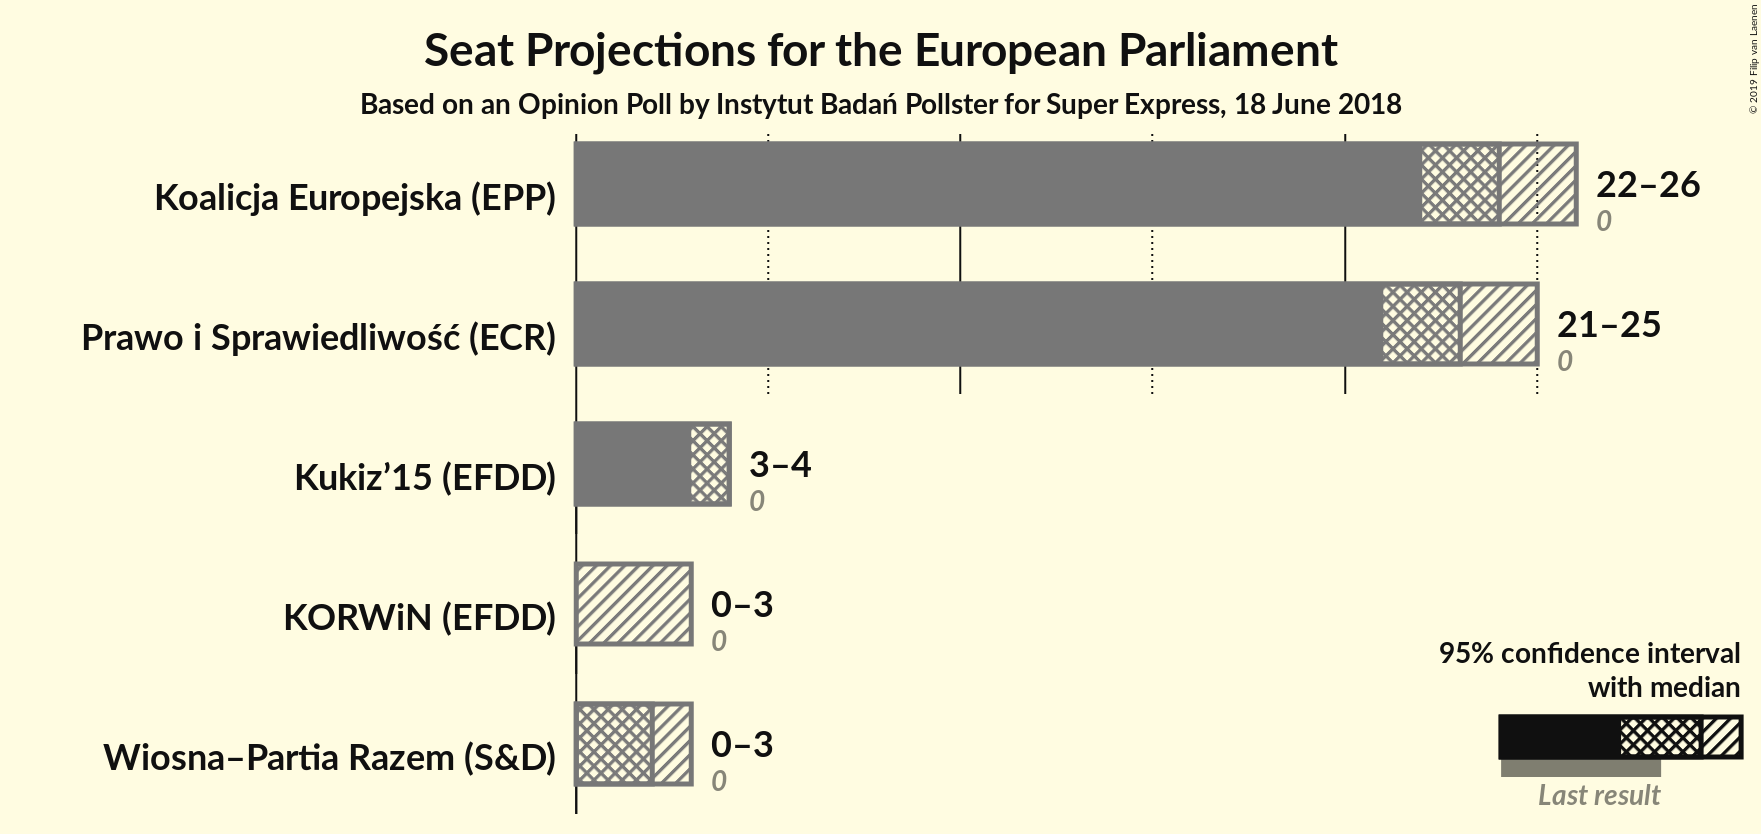 Seat Projections for the European Parliament
Based on an Opinion Poll by Instytut Badań Pollster for Super Express, 18 June 2018
© 2019 Filip van Laenen
Koalicja Europejska (EPP)
22–26
0
Prawo i Sprawiedliwość (ECR)
21–25
0
Kukiz’15 (EFDD)
3–4
0
KORWiN (EFDD)
0–3
0
Wiosna–Partia Razem (S&D)
0–3
0
95% confidence interval
with median
Last result